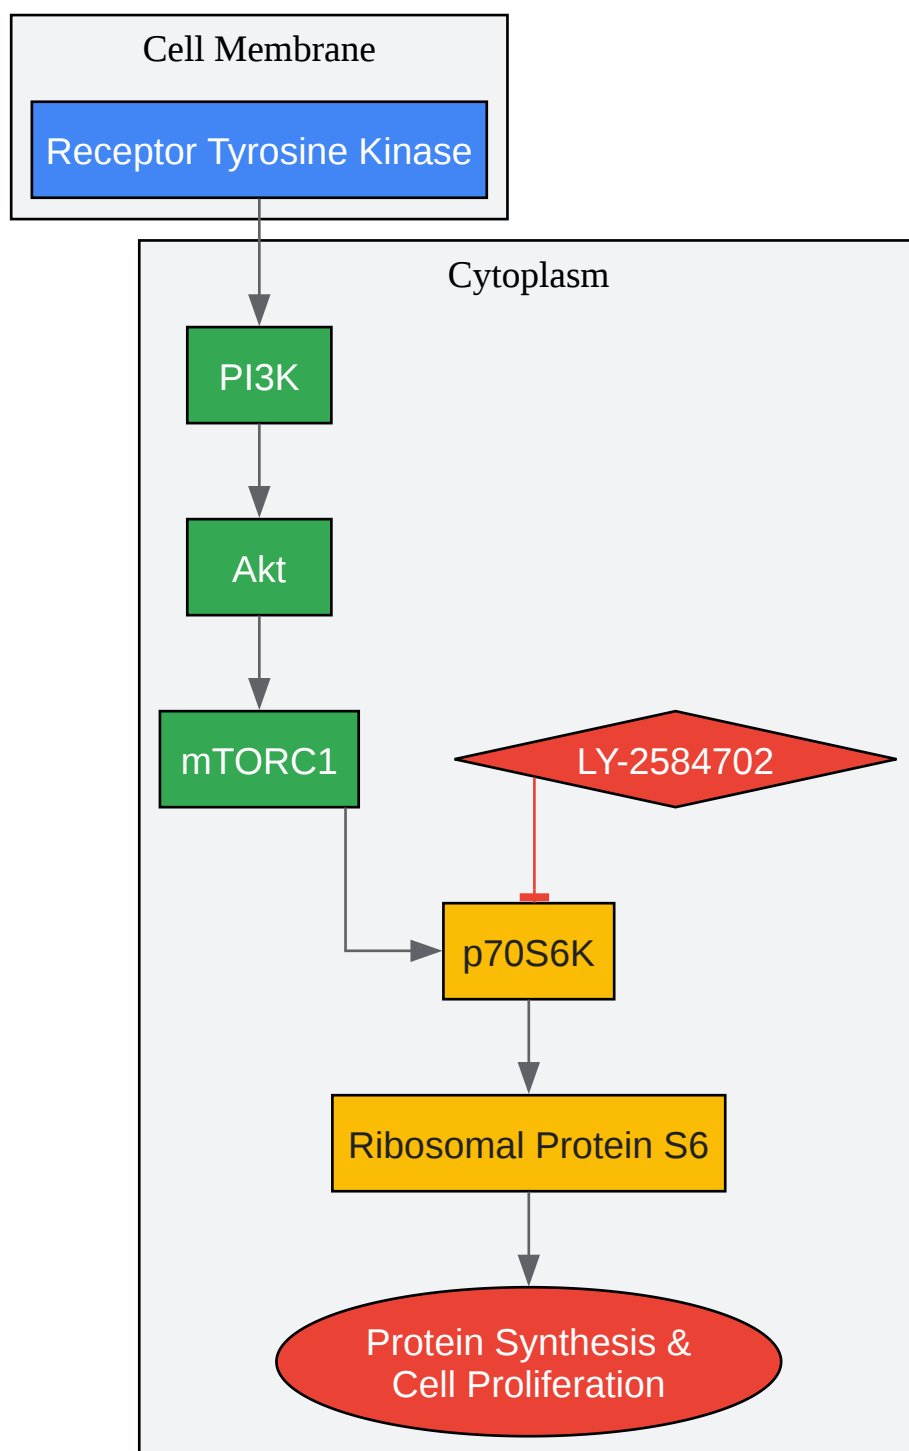 Cell Membrane
Receptor Tyrosine Kinase
Cytoplasm
PI3K
Akt
mTORC1
LY-2584702
p70S6K
Ribosomal Protein S6
Protein Synthesis &
Cell Proliferation